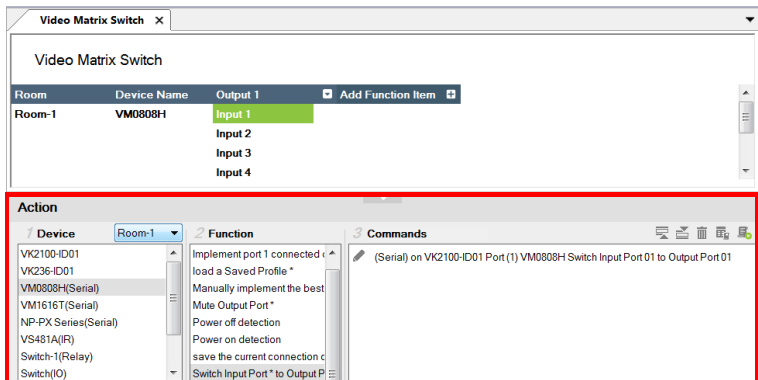 Video Matrix Switch
Video Matrix Switch
Room Device Name Output 1 Add Function Item
Room-1 VM0808H Input 1
Input 2
Input 3
Input 4
Action
1 Device Room-1 2 Function 3 Commands
VK2100-ID01
VK236-ID01
VM0808H(Serial)
VM1616T(Serial)
NP-PX Series(Serial)
VS481A(IR)
Switch-1(Relay)
Switch(IO)
Implement port 1 connected
load a Saved Profile *
Manually implement the best
Mute Output Port *
Power off detection
Power on detection
save the current connection
Switch Input Port * to Output P
(Serial) on VK2100-ID01 Port (1) VM0808H Switch Input Port 01 to Output Port 01